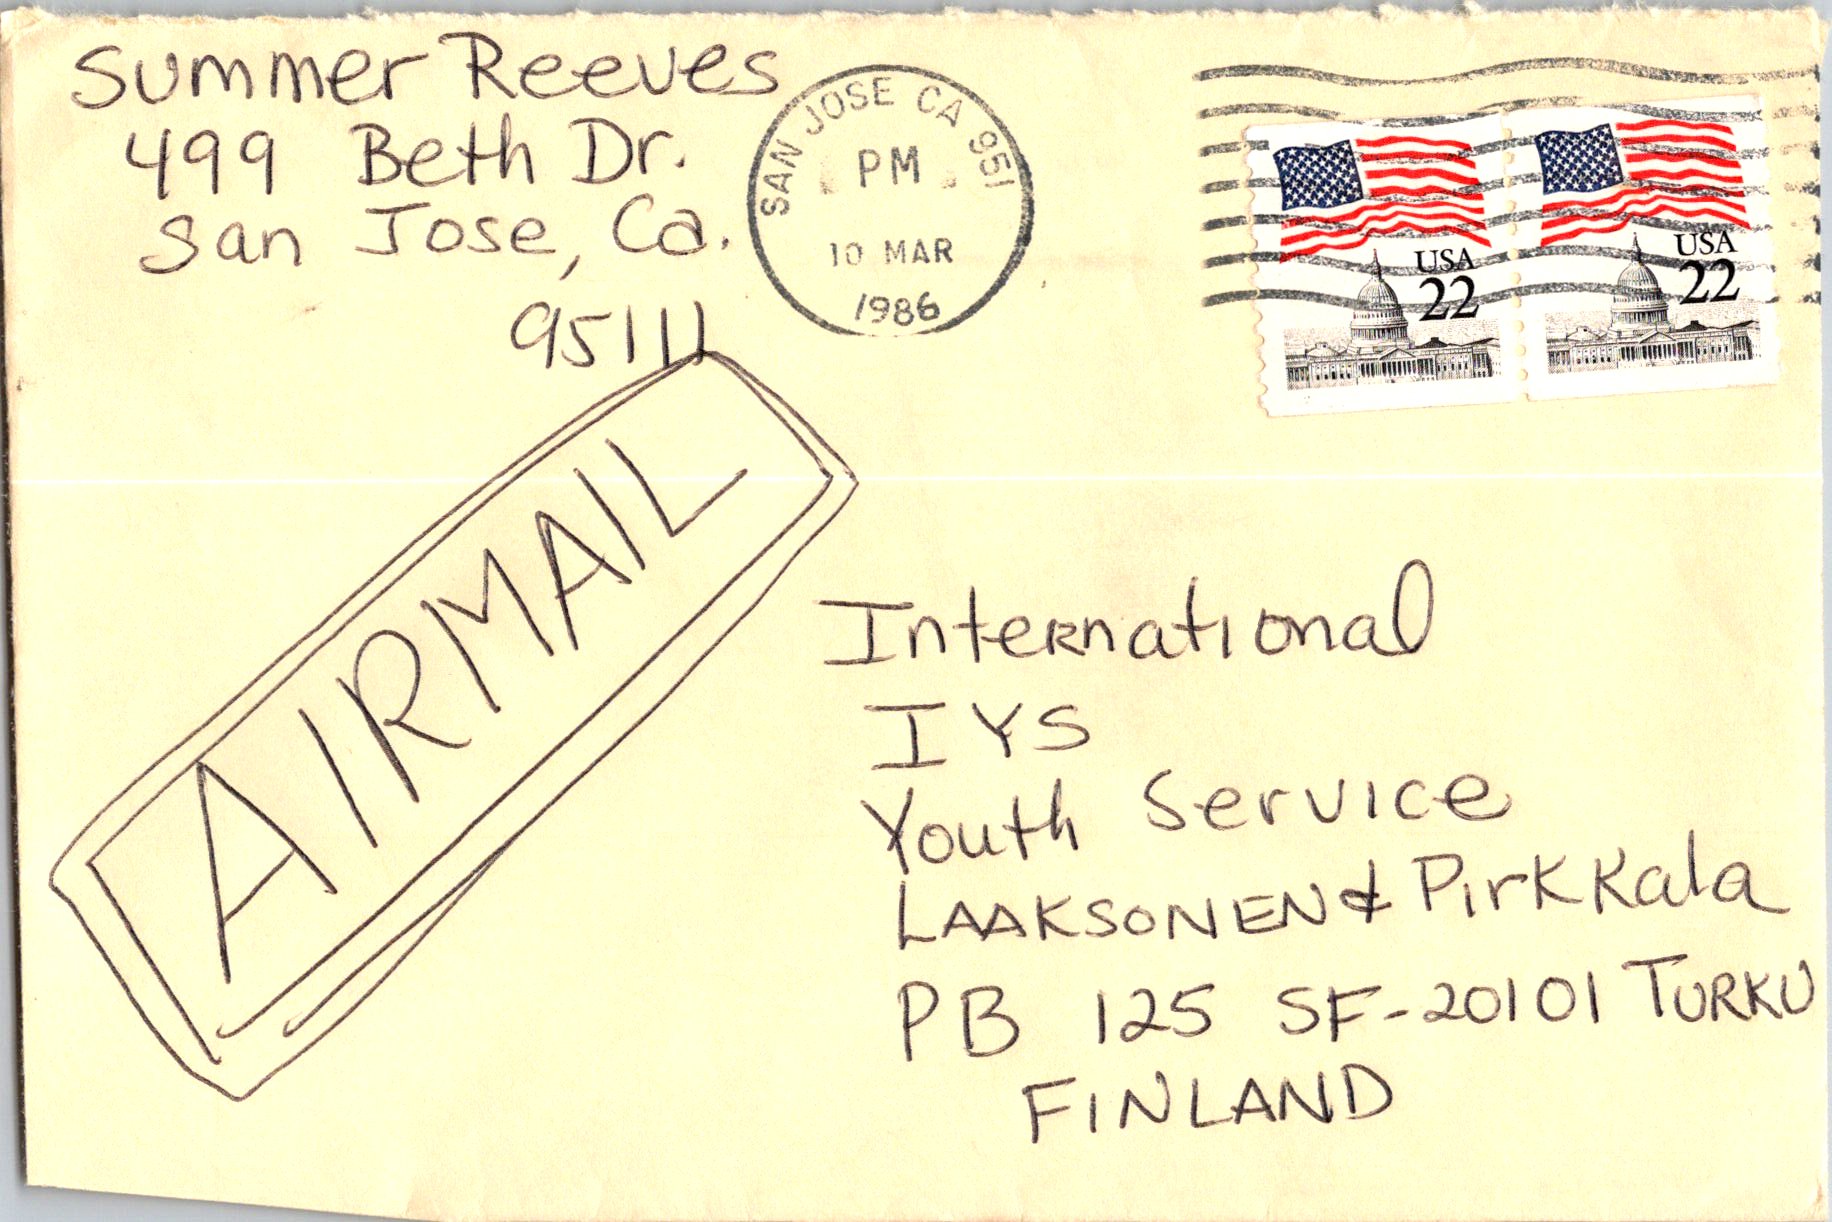 Summer Reeves
499 Beth Dr.
San Jose, Ca.
95111
SAN JOSE CA 951
PM
10 MAR
1986
USA
22
USA
22
AIRMAIL
International
IYS
Youth Service
LAAKSONEN & PirkKala
PB 125 SF-20101 TURKU
FINLAND